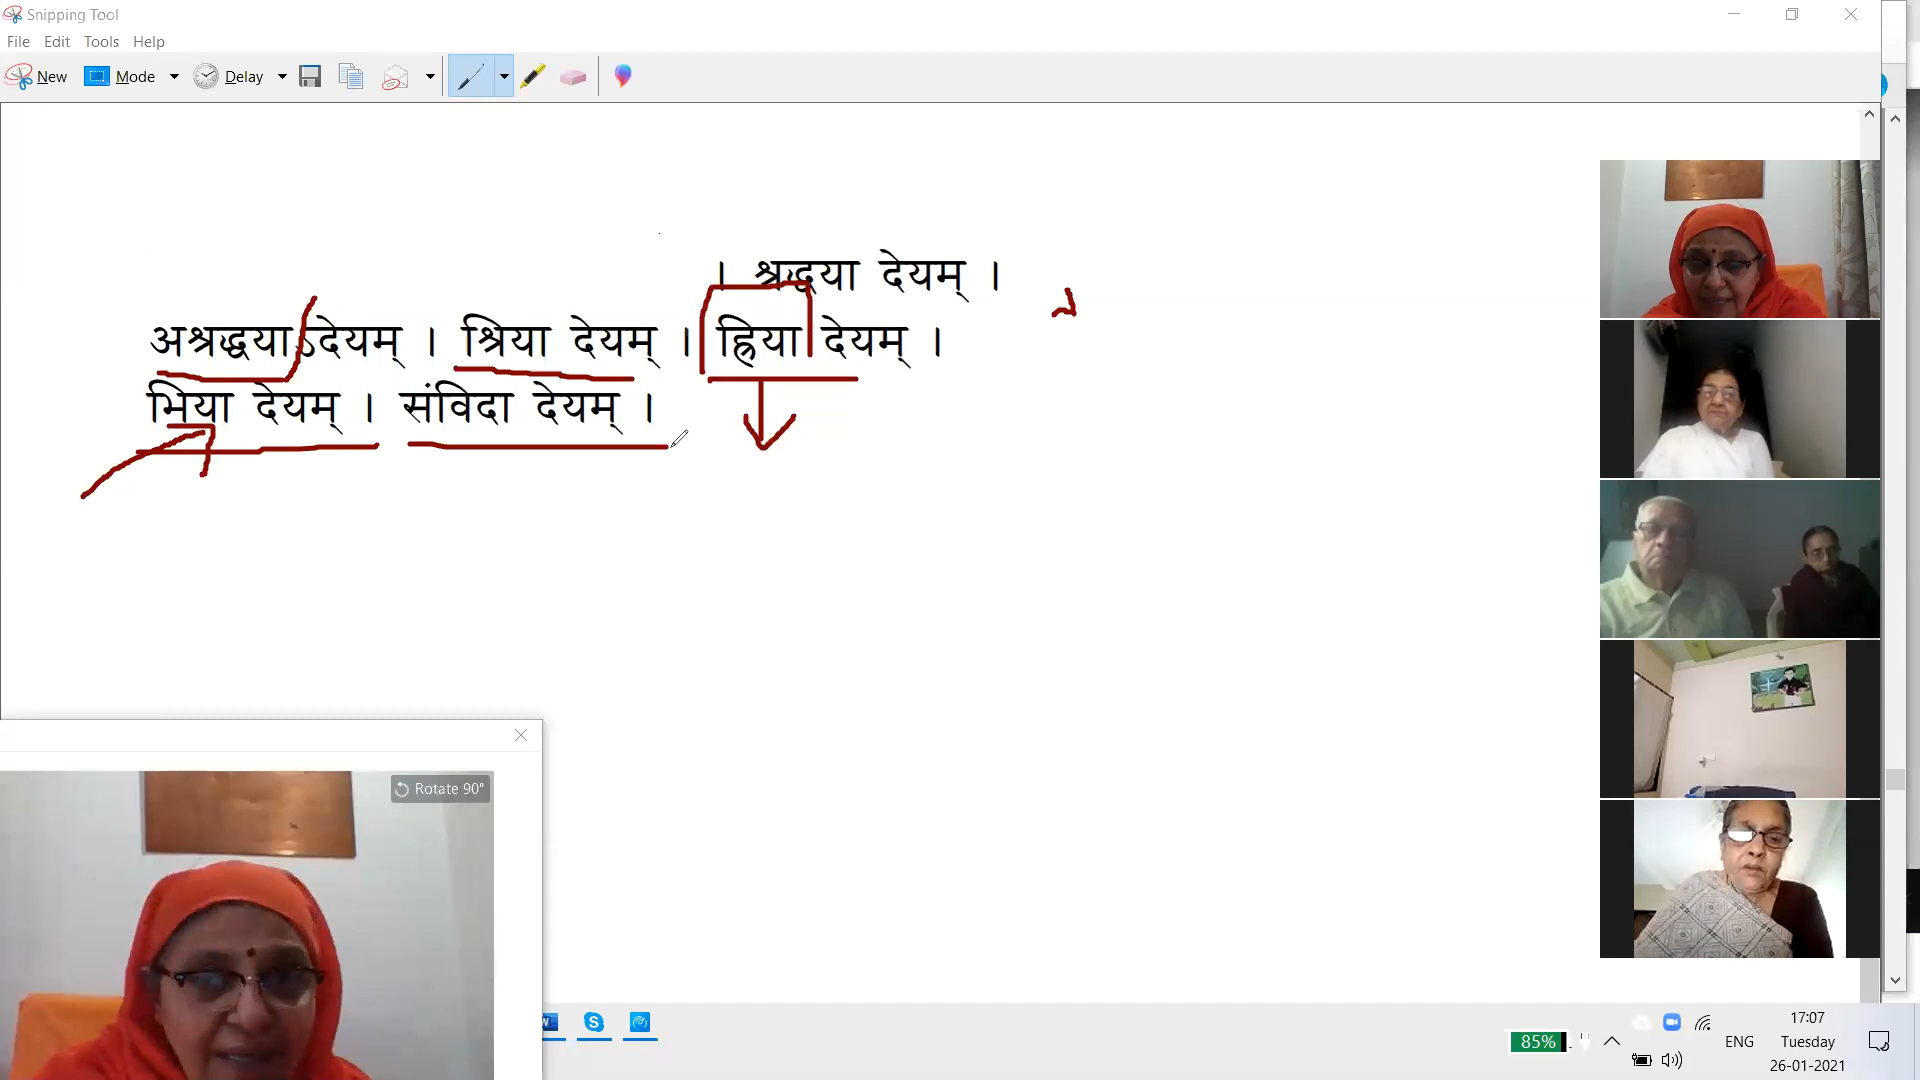 Snipping Tool
File Edit Tools Help
New Mode Delay
। श्रद्धया देयम् ।
अश्रद्धयाऽदेयम् । श्रिया देयम् । ह्रिया देयम् ।
भिया देयम् । संविदा देयम् ।
Rotate 90°
85%
ENG
17:07
Tuesday
26-01-2021